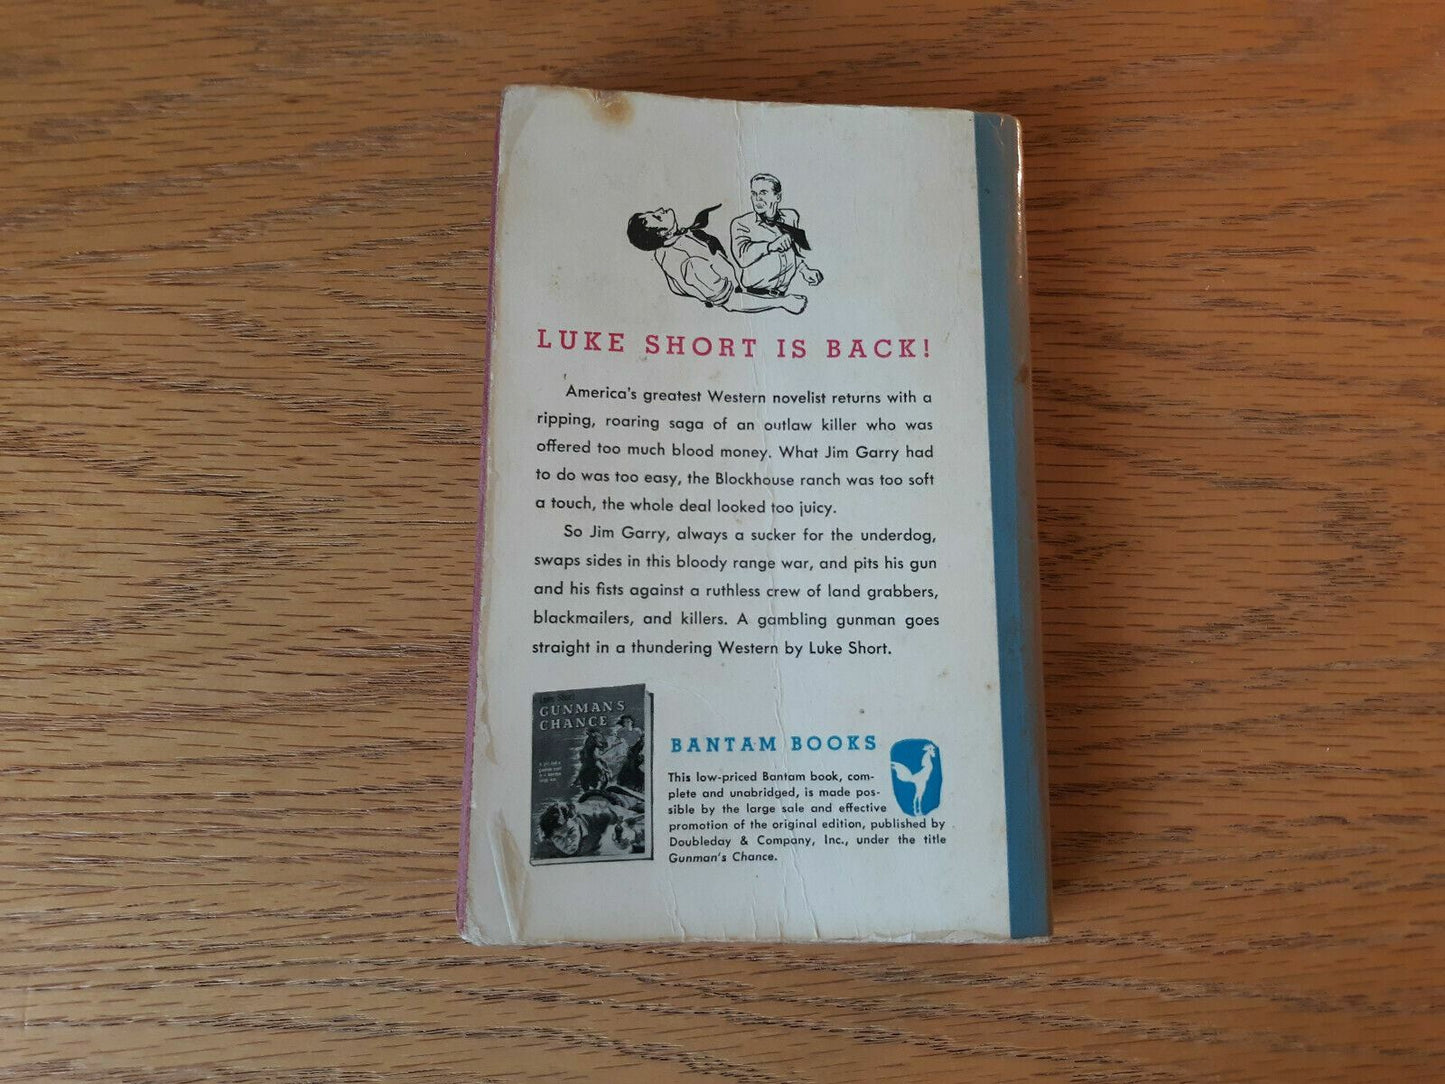 LUKE SHORT IS BACK!
America's greatest Western novelist returns with a
ripping, roaring saga of an outlaw killer who was
offered too much blood money. What Jim Garry had
to do was too easy, the Blockhouse ranch was too soft
a touch, the whole deal looked too juicy.
So Jim Garry, always a sucker for the underdog,
swaps sides in this bloody range war, and pits his gun
and his fists against a ruthless crew of land grabbers,
blackmailers, and killers. A gambling gunman goes
straight in a thundering Western by Luke Short.
GUNMAN'S
CHANCE
BANTAM BOOKS
This low-priced Bantam book, com-
plete and unabridged, is made pos-
sible by the large sale and effective
promotion of the original edition, published by
Doubleday & Company, Inc., under the title
Gunman's Chance.